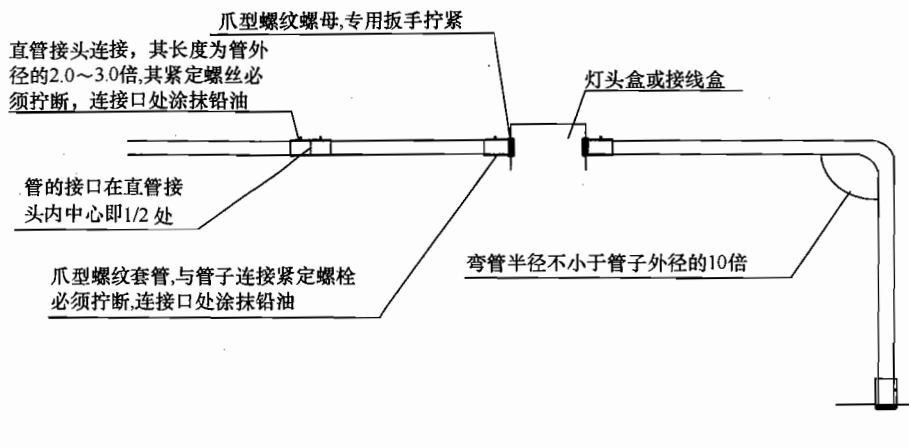 爪型螺纹螺母,专用扳手拧紧
直管接头连接，其长度为管外
径的2.0～3.0倍,其紧定螺丝必
须拧断，连接口处涂抹铅油
灯头盒或接线盒
管的接口在直管接
头内中心即1/2 处
爪型螺纹套管,与管子连接紧定螺栓
必须拧断,连接口处涂抹铅油
弯管半径不小于管子外径的10倍